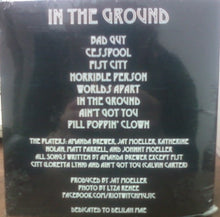 IN THE GROUND
BAD GUY
CESSPOOL
FIST CITY
HORRIBLE PERSON
WORLDS APART
IN THE GROUND
AIN'T GOT YOU
PILL POPPIN' CLOWN
THE PLAYERS: AMANDA BREWER, JAY MOELLER, KATHERINE
NOLAN, MATT FARRELL, AND JOHNNY MOELLER
ALL SONGS WRITTEN BY AMANDA BREWER EXCEPT FIST
CITY (LORETTA LYNN) AND AIN'T GOT YOU (CALVIN CARTER)
PRODUCED BY JAY MOELLER
PHOTO BY LIZA RENEE
FACEBOOK.COM/RIOTWITCHMUSIC
DEDICATED TO DELILAH MAE